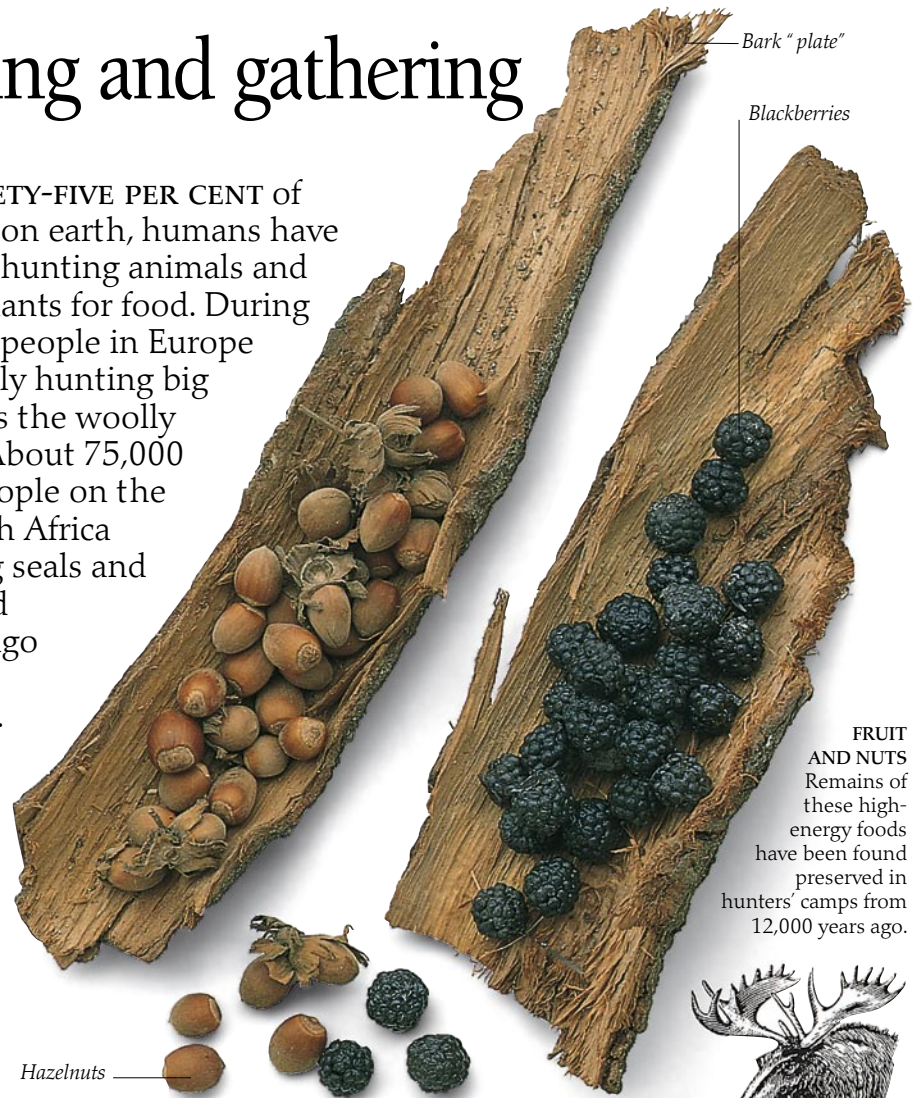 ing and gathering
Bark “ plate”
Blackberries
ETY-FIVE PER CENT of
on earth, humans have
hunting animals and
ants for food. During
people in Europe
ly hunting big
s the woolly
About 75,000
ople on the
h Africa
g seals and
d
go
.
FRUIT
AND NUTS
Remains of
these high-
energy foods
have been found
preserved in
hunters’ camps from
12,000 years ago.
Hazelnuts